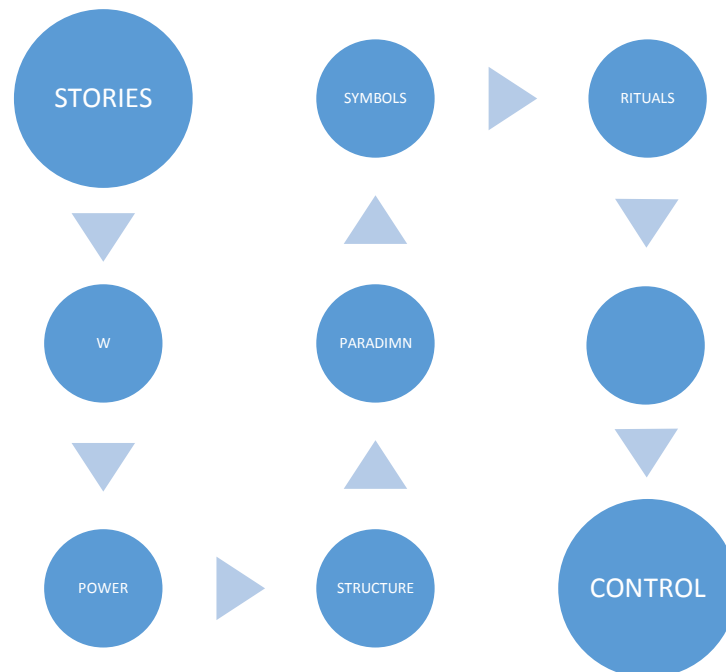 STORIES
W
POWER
STRUCTURE
PARADIMN
SYMBOLS
RITUALS
CONTROL